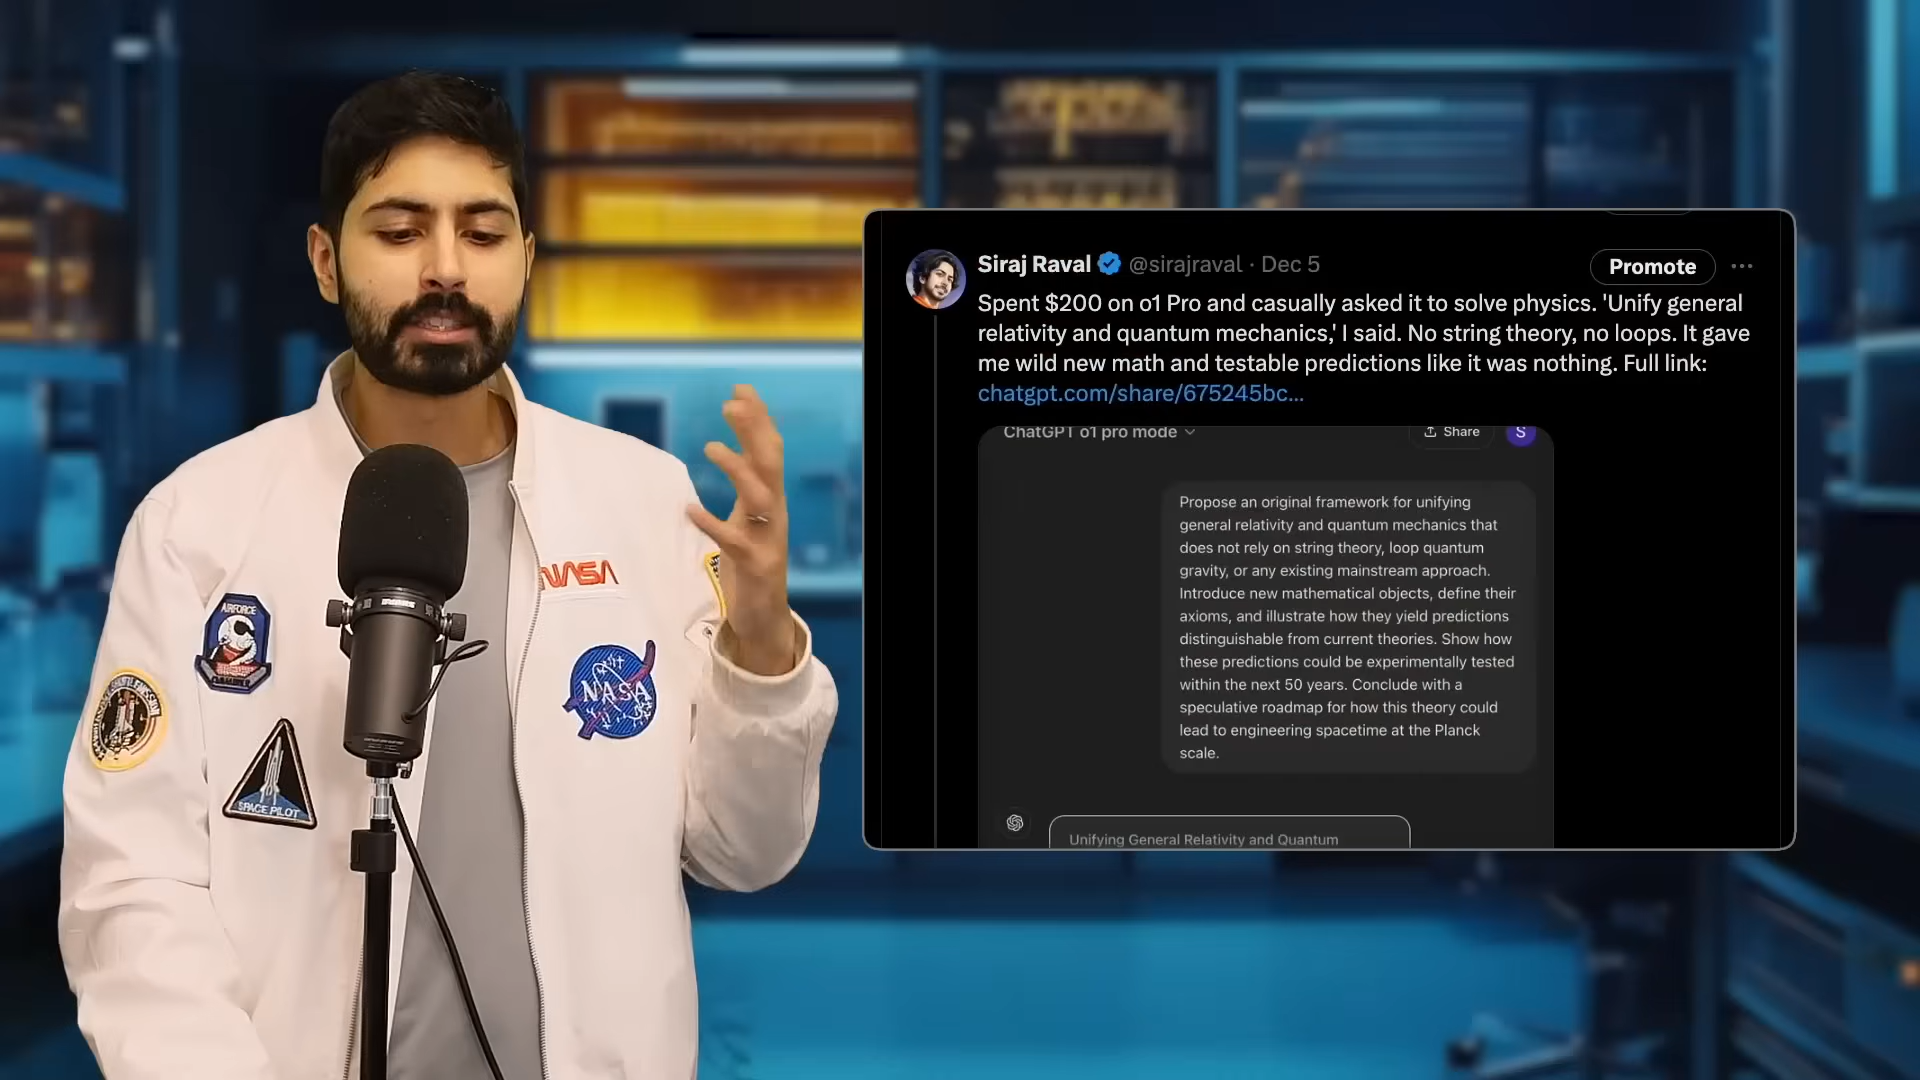 Siraj Raval @sirajraval · Dec 5
Promote
Spent $200 on o1 Pro and casually asked it to solve physics. 'Unify general
relativity and quantum mechanics,' I said. No string theory, no loops. It gave
me wild new math and testable predictions like it was nothing. Full link:
chatgpt.com/share/675245bc...
ChatGPT o1 pro mode
Share
S
Propose an original framework for unifying
general relativity and quantum mechanics that
does not rely on string theory, loop quantum
gravity, or any existing mainstream approach.
Introduce new mathematical objects, define their
axioms, and illustrate how they yield predictions
distinguishable from current theories. Show how
these predictions could be experimentally tested
within the next 50 years. Conclude with a
speculative roadmap for how this theory could
lead to engineering spacetime at the Planck
scale.
Unifying General Relativity and Quantum
NASA
NASA
AIRFORCE
SPACE PILOT